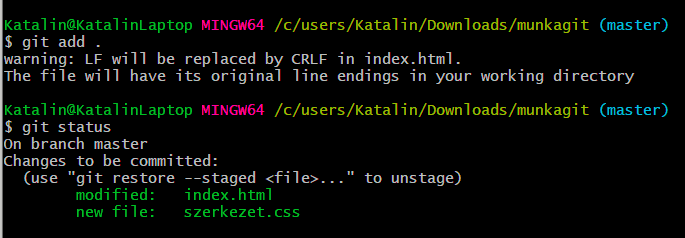 Katalin@KatalinLaptop MINGW64 /c/users/Katalin/Downloads/munkagit (master)
$ git add .
warning: LF will be replaced by CRLF in index.html.
The file will have its original line endings in your working directory
Katalin@KatalinLaptop MINGW64 /c/users/Katalin/Downloads/munkagit (master)
$ git status
On branch master
Changes to be committed:
  (use "git restore --staged <file>..." to unstage)
        modified:   index.html
        new file:   szerkezet.css